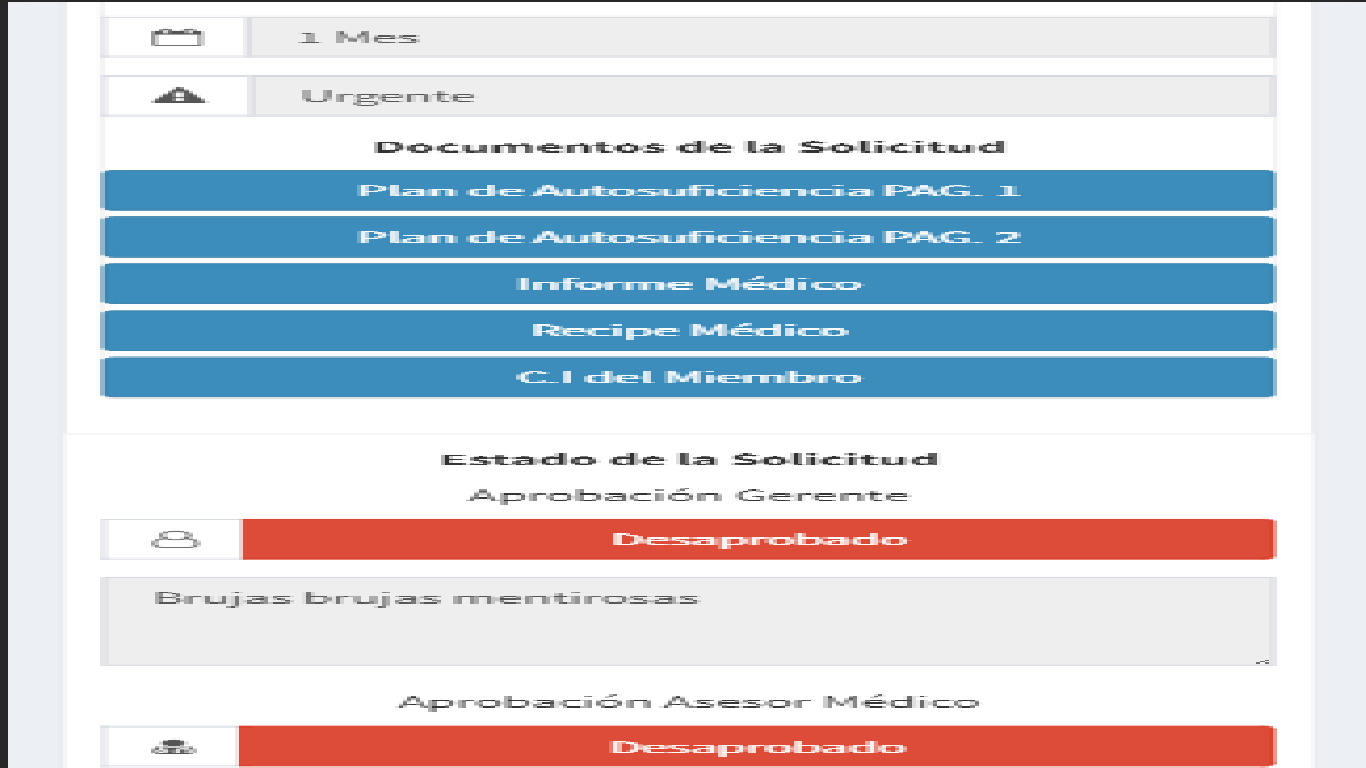 1 Mes
Urgente
Documentos de la Solicitud
Plan de Autosuficiencia PAG. 1
Plan de Autosuficiencia PAG. 2
Informe Médico
Recipe Médico
C.I del Miembro
Estado de la Solicitud
Aprobación Gerente
Desaprobado
Brujas brujas mentirosas
Aprobación Asesor Médico
Desaprobado